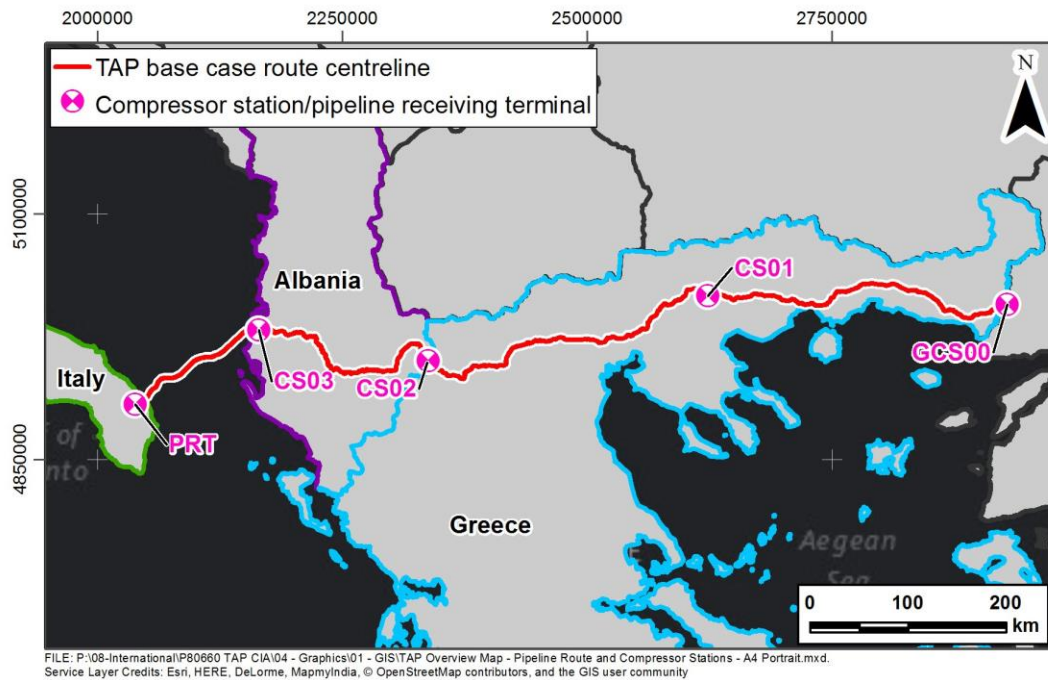 2000000 2250000 2500000 2750000
TAP base case route centreline
Compressor station/pipeline receiving terminal
N
5100000
4850000
CS01
Albania
GCS00
CS03
CS02
Italy
PRT
of
Greece
Aegean
Sea
0 100 200
km
FILE: P:\08-International\P80660 TAP CIA\04 - Graphics\01 - GIS\TAP Overview Map - Pipeline Route and Compressor Stations - A4 Portrait.mxd.
Service Layer Credits: Esri, HERE, DeLorme, MapmyIndia, © OpenStreetMap contributors, and the GIS user community